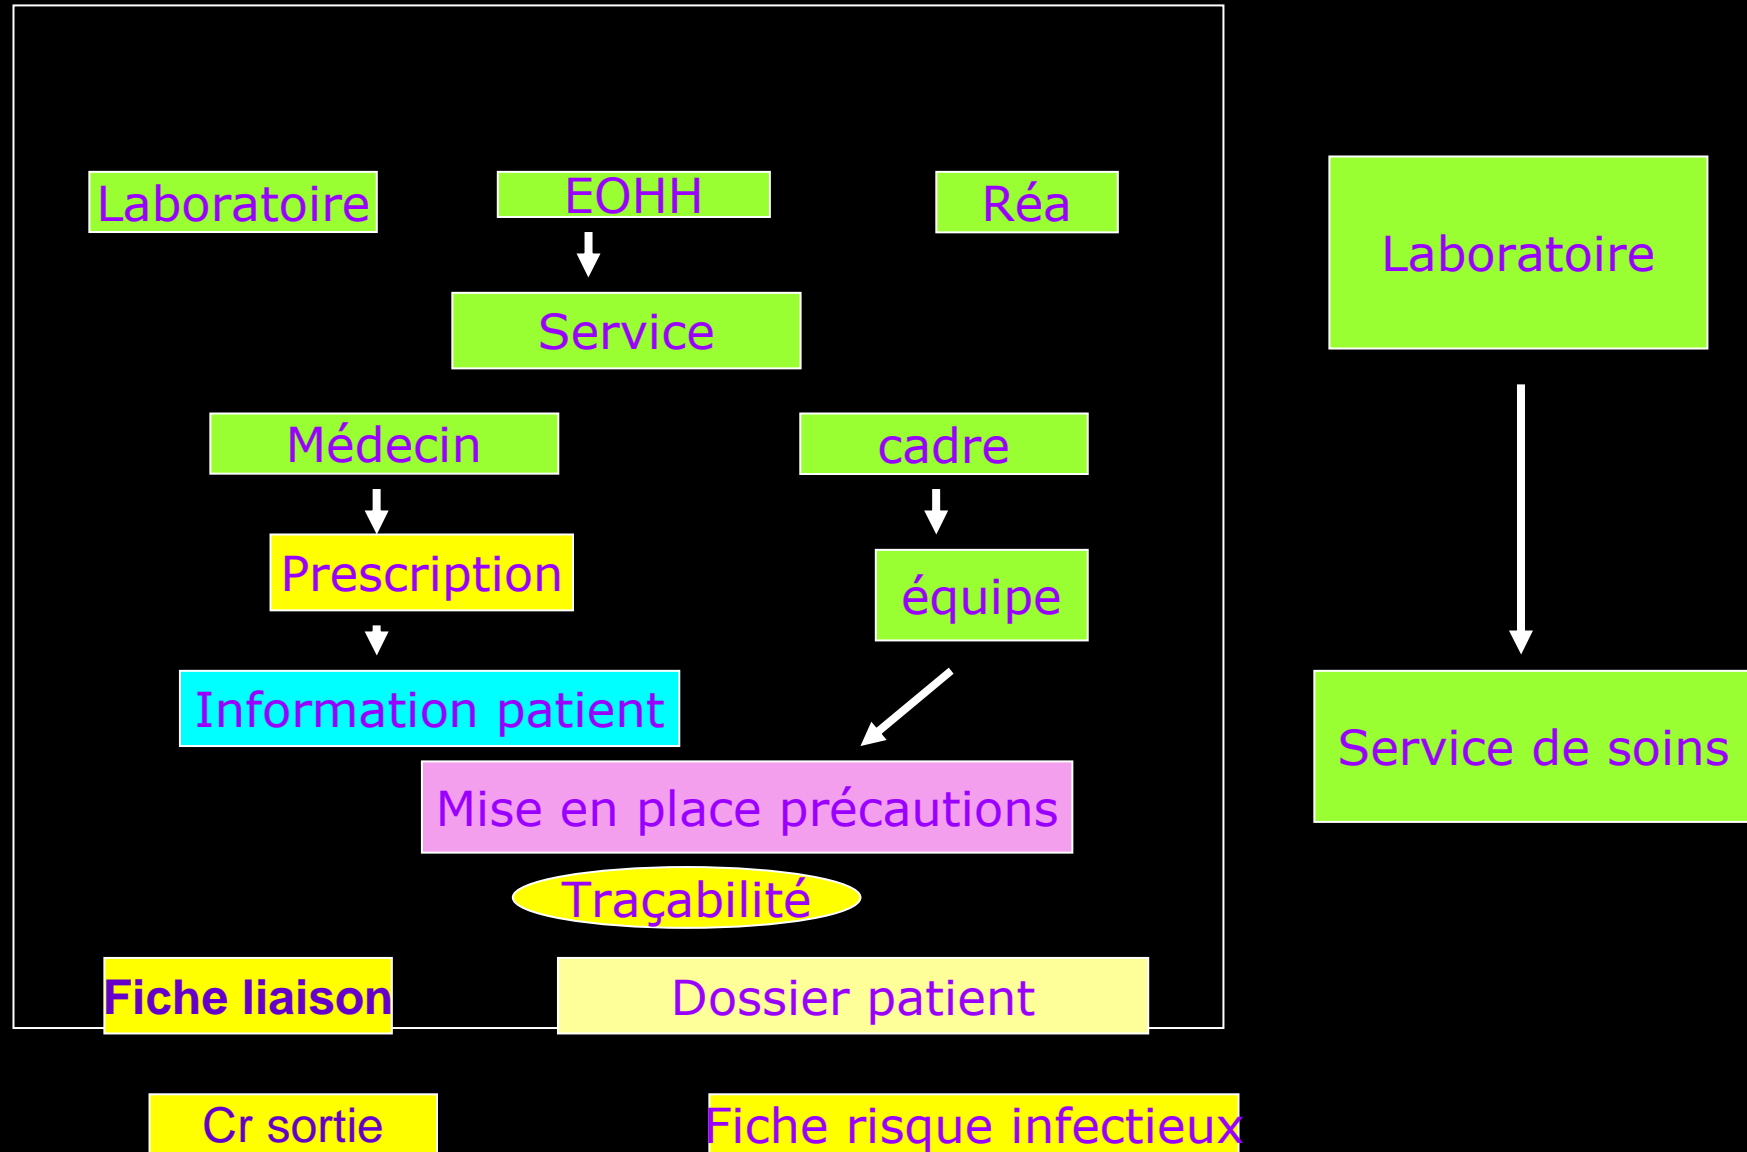 Laboratoire
EOHH
Réa
Laboratoire
Service
Médecin
cadre
Prescription
équipe
Information patient
Service de soins
Mise en place précautions
Traçabilité
Fiche liaison
Dossier patient
Cr sortie
Fiche risque infectieux